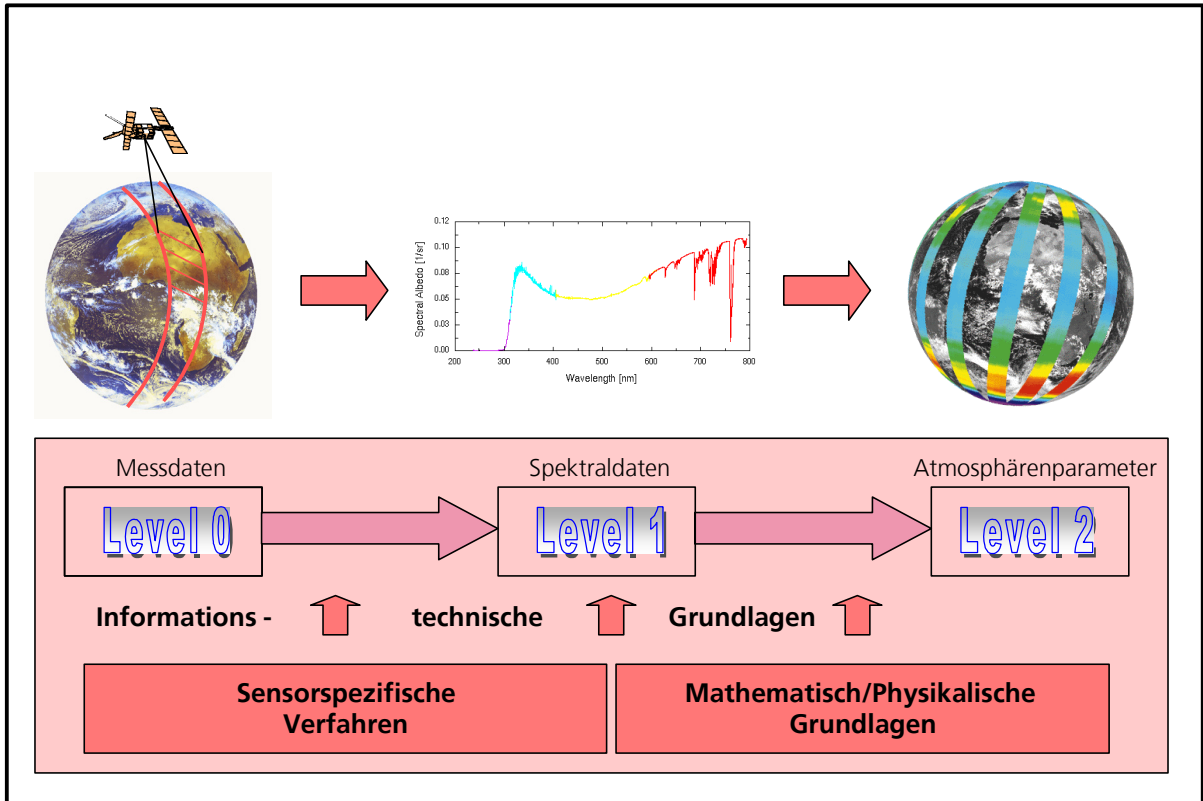 0.12
0.10
0.08
0.05
0.03
0.00
Spectral Albedo [1/sr]
200 300 400 500 600 700 800
Wavelength [nm]
Messdaten Spektraldaten Atmosphärenparameter
Level 0 Level 1 Level 2
Informations - technische Grundlagen
Sensorspezifische
Verfahren
Mathematisch/Physikalische
Grundlagen